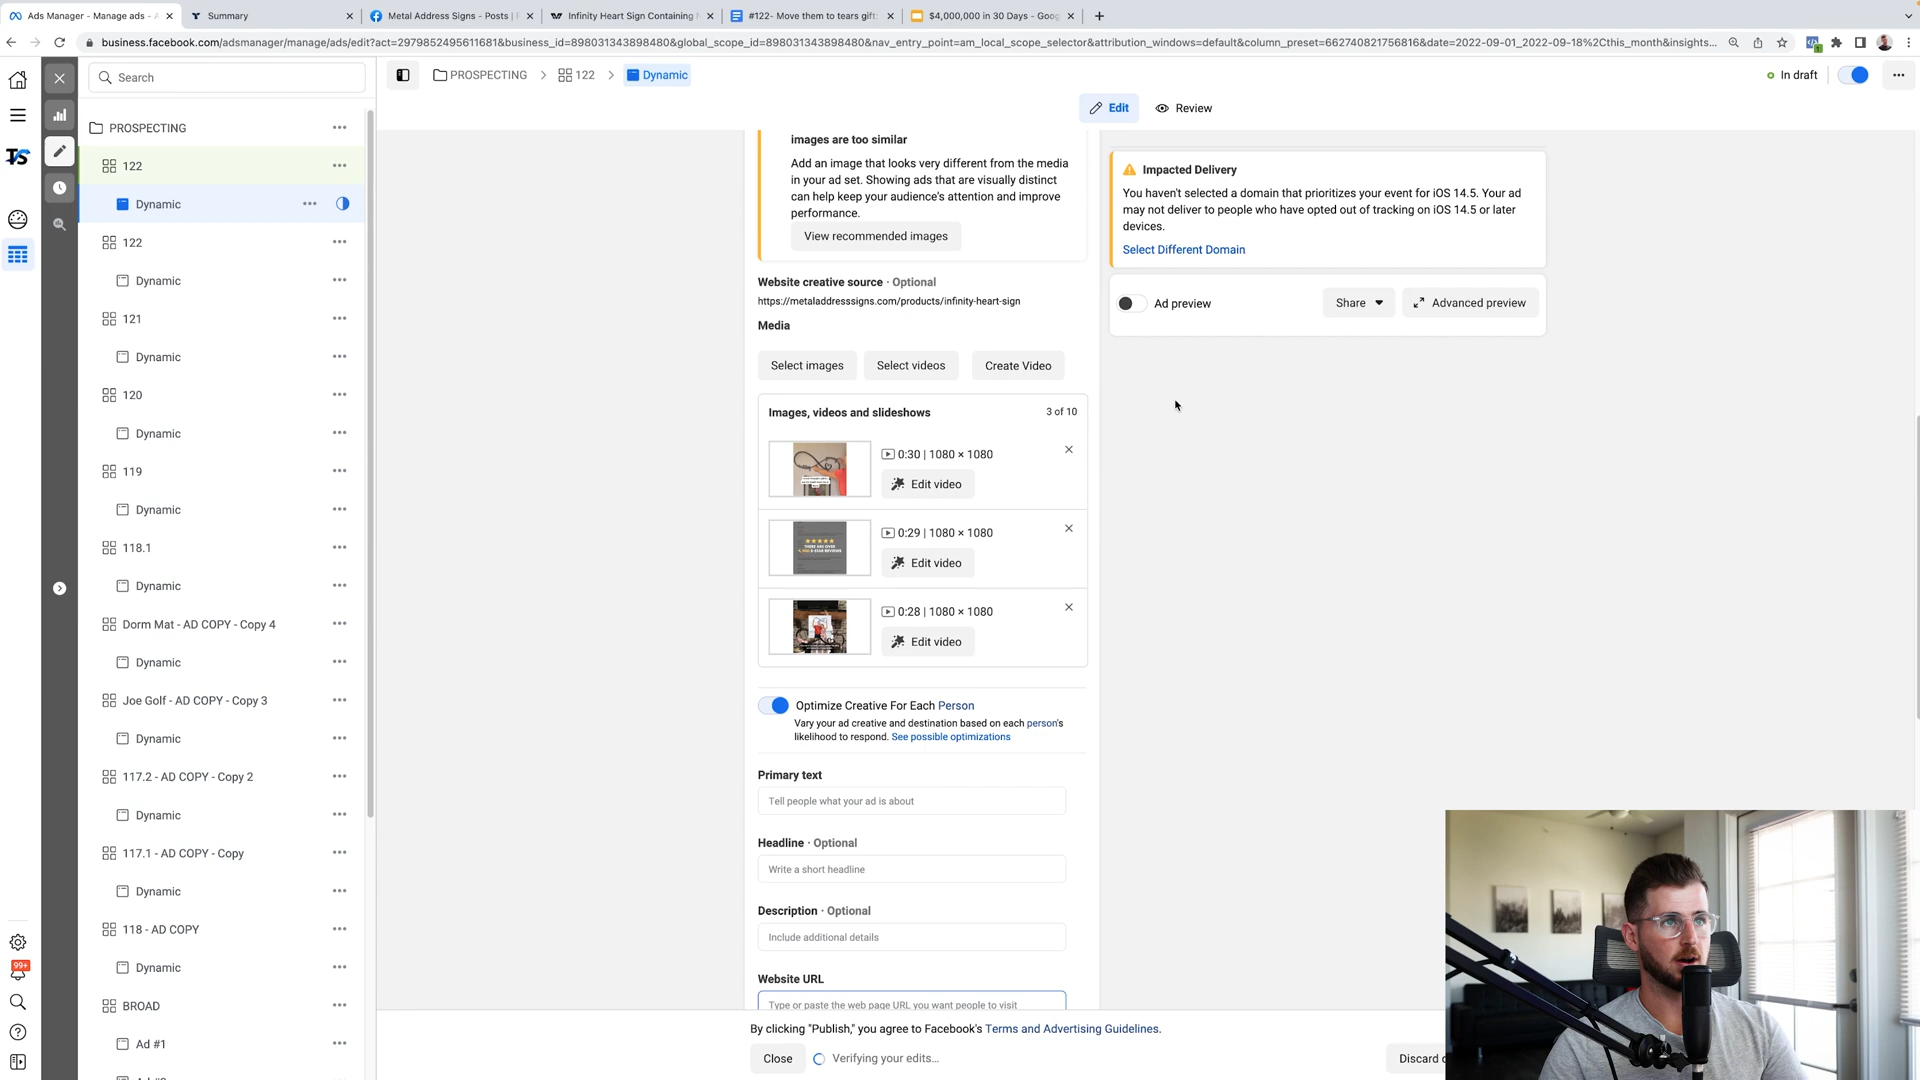 Ads Manager - Manage ads - A
Summary
Metal Address Signs - Posts | F
Infinity Heart Sign Containing N
#122- Move them to tears gift:
$4,000,000 in 30 Days - Goog
business.facebook.com/adsmanager/manage/ads/edit?act=2979852495611681&business_id=898031343898480&global_scope_id=898031343898480&nav_entry_point=am_local_scope_selector&attribution_windows=default&column_preset=662740821756816&date=2022-09-01_2022-09-18%2Cthis_month&insights...
Search
PROSPECTING
122
Dynamic
In draft
Edit
Review
PROSPECTING
122
Dynamic
122
Dynamic
121
Dynamic
120
Dynamic
119
Dynamic
118.1
Dynamic
Dorm Mat - AD COPY - Copy 4
Dynamic
Joe Golf - AD COPY - Copy 3
Dynamic
117.2 - AD COPY - Copy 2
Dynamic
117.1 - AD COPY - Copy
Dynamic
118 - AD COPY
Dynamic
BROAD
Ad #1
TS
99+
images are too similar
Add an image that looks very different from the media
in your ad set. Showing ads that are visually distinct
can help keep your audience's attention and improve
performance.
View recommended images
Website creative source · Optional
https://metaladdresssigns.com/products/infinity-heart-sign
Media
Select images
Select videos
Create Video
Images, videos and slideshows
3 of 10
0:30 | 1080 × 1080
Edit video
0:29 | 1080 × 1080
Edit video
0:28 | 1080 × 1080
Edit video
Optimize Creative For Each Person
Vary your ad creative and destination based on each person's
likelihood to respond. See possible optimizations
Primary text
Tell people what your ad is about
Headline · Optional
Write a short headline
Description · Optional
Include additional details
Website URL
Type or paste the web page URL you want people to visit
By clicking "Publish," you agree to Facebook's Terms and Advertising Guidelines.
Close
Verifying your edits...
Discard
Impacted Delivery
You haven't selected a domain that prioritizes your event for iOS 14.5. Your ad
may not deliver to people who have opted out of tracking on iOS 14.5 or later
devices.
Select Different Domain
Ad preview
Share
Advanced preview